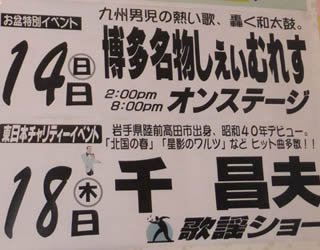 お盆特別イベント
九州男児の熱い歌、轟く和太鼓。
14日 日 博多名物しぇいむれす
2:00pm
8:00pm オンステージ
東日本チャリティーイベント
岩手県陸前高田市出身、昭和40年デビュー。
「北国の春」「星影のワルツ」など ヒット曲多数!!
18日 木 千 昌夫
歌謡ショー